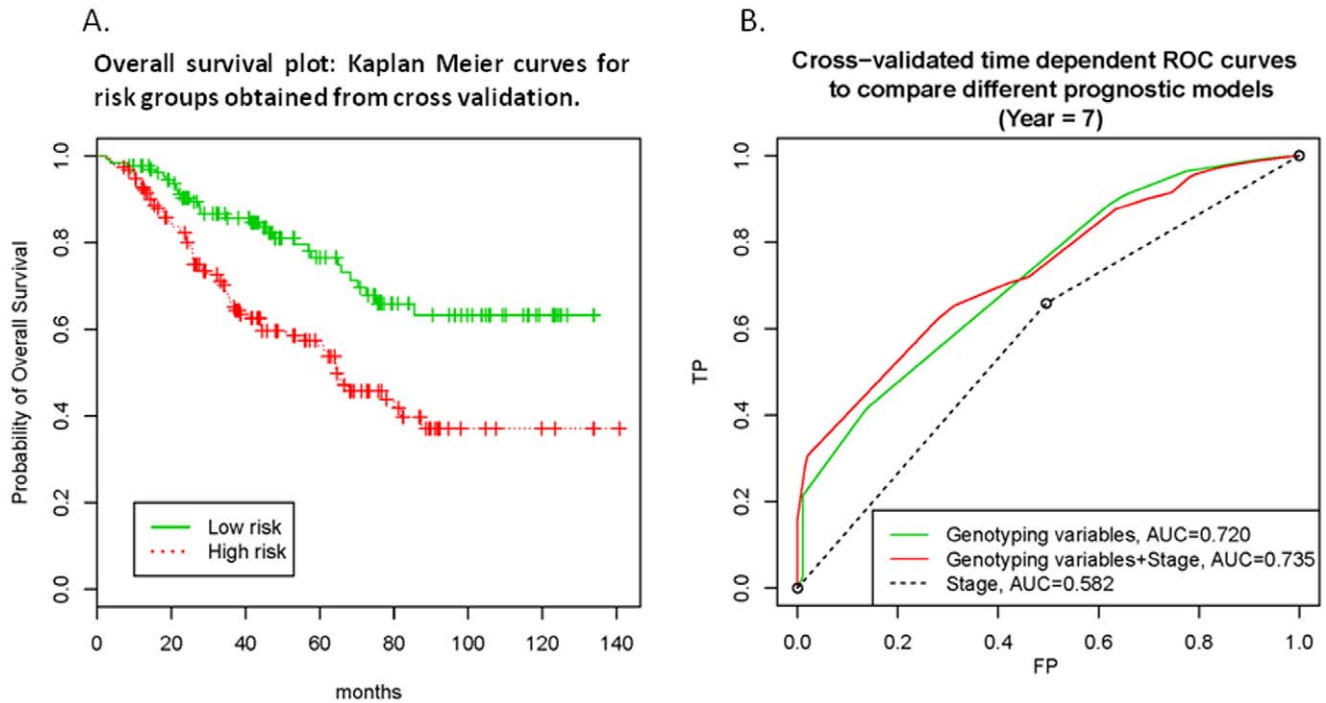 A.
Overall survival plot: Kaplan Meier curves for
risk groups obtained from cross validation.
Probability of Overall Survival
1.0
0.8
0.6
0.4
0.2
0.0
Low risk
High risk
0 20 40 60 80 100 120 140
months
B.
Cross−validated time dependent ROC curves
to compare different prognostic models
(Year = 7)
TP
1.0
0.8
0.6
0.4
0.2
0.0
Genotyping variables, AUC=0.720
Genotyping variables+Stage, AUC=0.735
Stage, AUC=0.582
0.0 0.2 0.4 0.6 0.8 1.0
FP